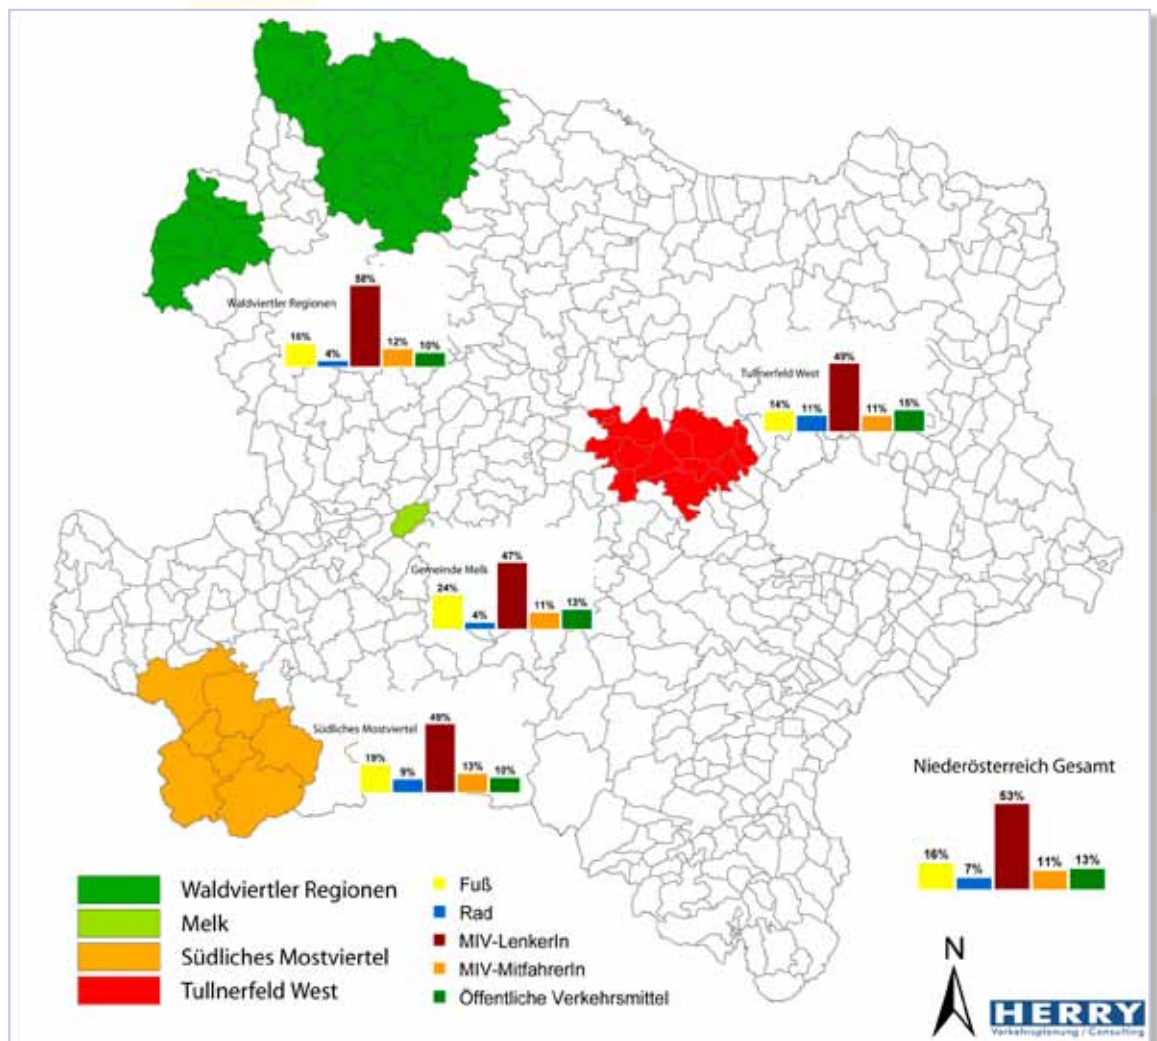 58%
Waldviertler Regionen
16%
4%
12%
10%
49%
Tullnerfeld West
14%
11%
11%
15%
47%
Gemeinde Melk
24%
4%
11%
13%
49%
Südliches Mostviertel
19%
9%
13%
10%
Niederösterreich Gesamt
53%
16%
7%
11%
13%
Waldviertler Regionen
Melk
Südliches Mostviertel
Tullnerfeld West
Fuß
Rad
MIV-LenkerIn
MIV-MitfahrerIn
Öffentliche Verkehrsmittel
N
HERRY
Verkehrsplanung / Consulting